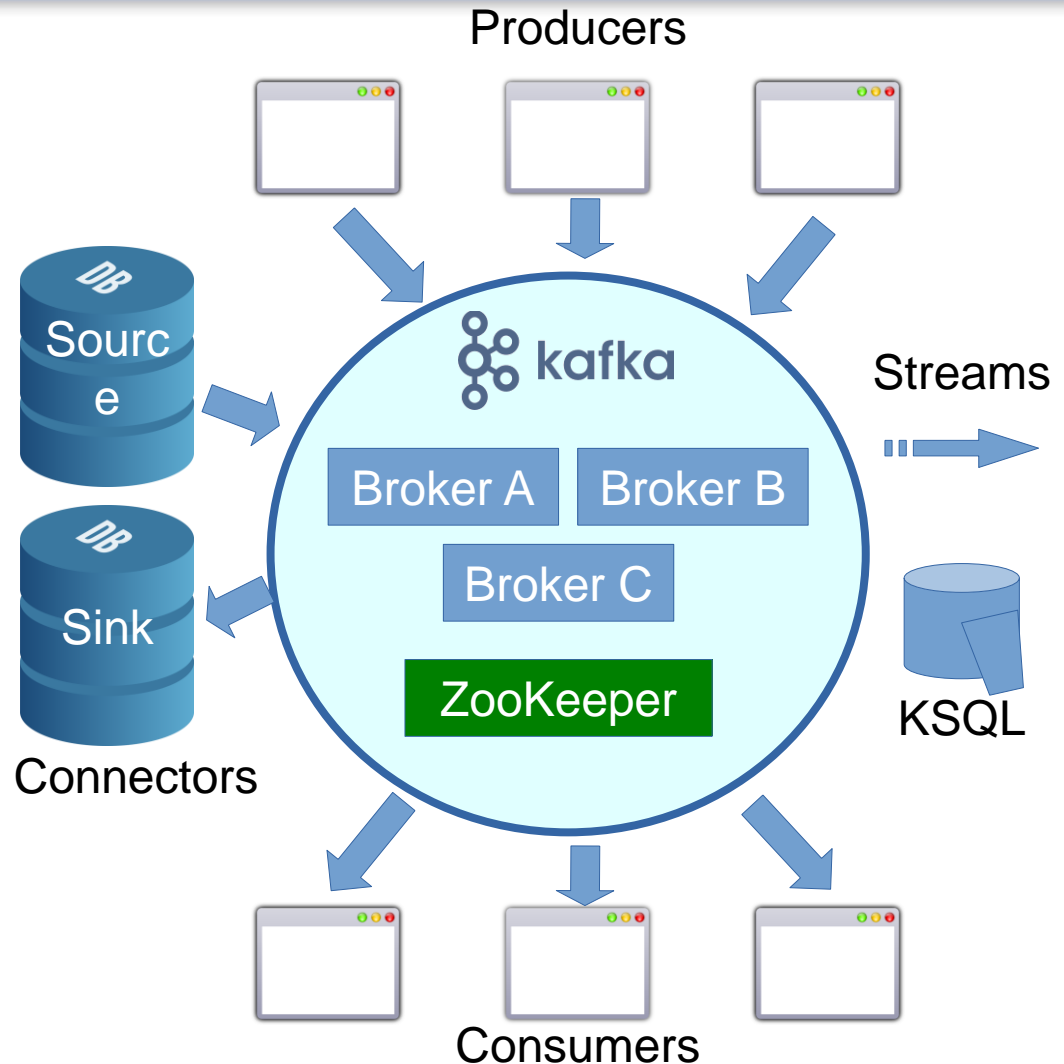 Producers
DB
Sourc
e
kafka
Streams
Broker A
Broker B
Broker C
DB
Sink
ZooKeeper
KSQL
Connectors
Consumers